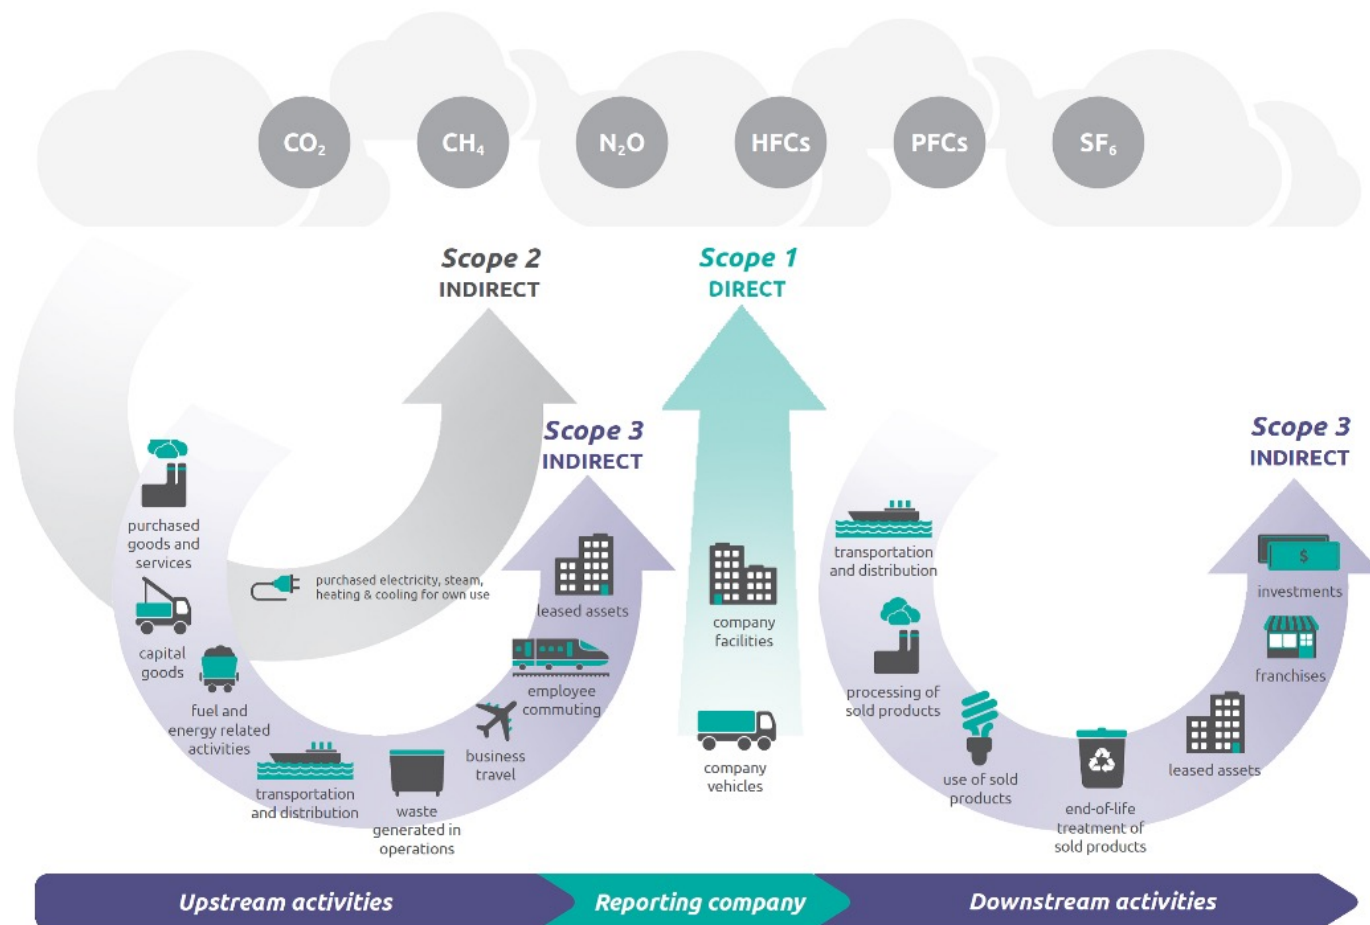 CO₂
CH₄
N₂O
HFCs
PFCs
SF₆
Scope 2
INDIRECT
Scope 1
DIRECT
Scope 3
INDIRECT
Scope 3
INDIRECT
purchased
goods and
services
capital
goods
fuel and
energy related
activities
transportation
and distribution
waste
generated in
operations
business
travel
employee
commuting
leased assets
purchased electricity, steam,
heating & cooling for own use
company
facilities
company
vehicles
transportation
and distribution
processing of
sold products
use of sold
products
end-of-life
treatment of
sold products
leased assets
franchises
$
investments
Upstream activities
Reporting company
Downstream activities